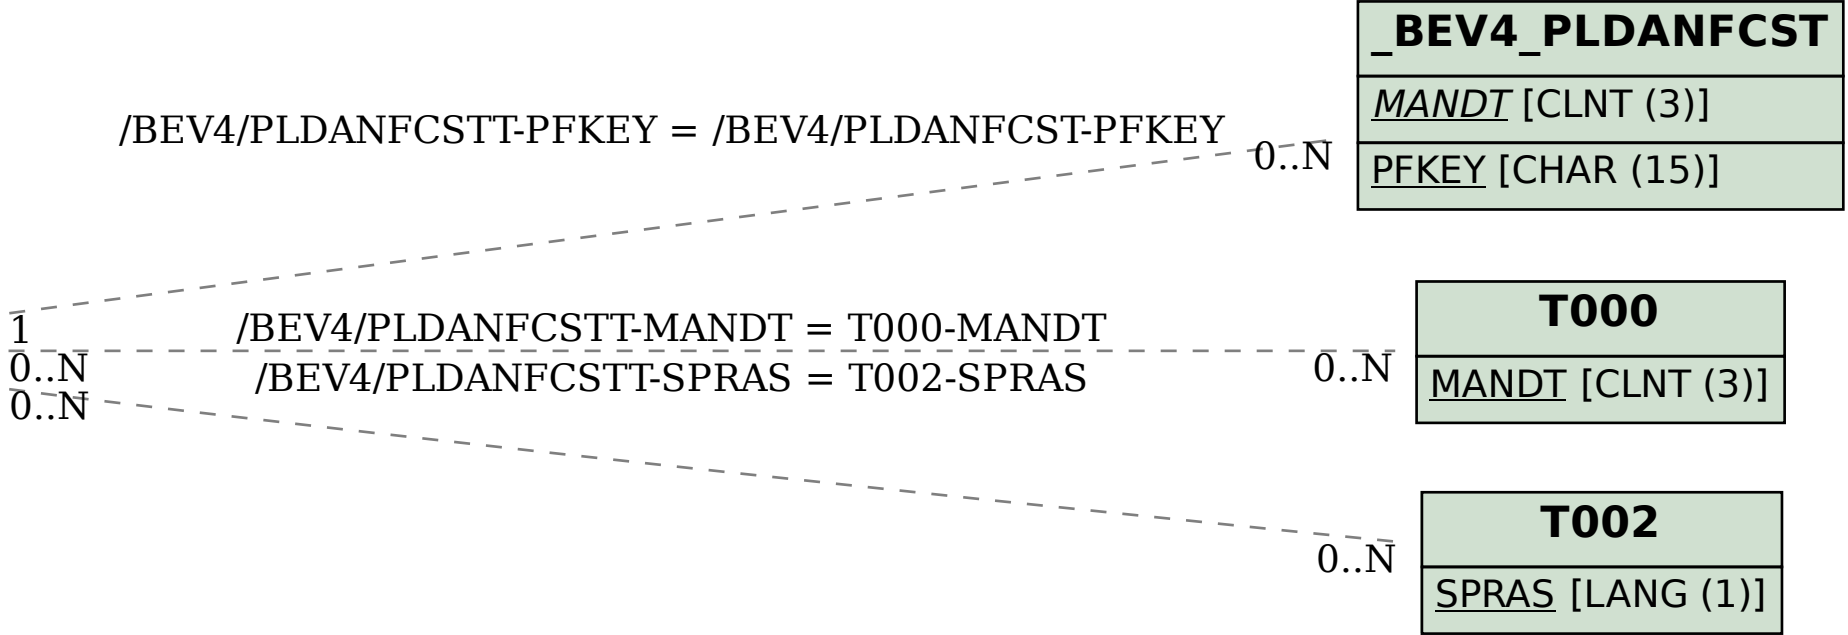 _BEV4_PLDANFCST
MANDT [CLNT (3)]
PFKEY [CHAR (15)]
/BEV4/PLDANFCSTT-PFKEY = /BEV4/PLDANFCST-PFKEY
0..N
1
/BEV4/PLDANFCSTT-MANDT = T000-MANDT
0..N
0..N
T000
MANDT [CLNT (3)]
/BEV4/PLDANFCSTT-SPRAS = T002-SPRAS
0..N
0..N
T002
SPRAS [LANG (1)]